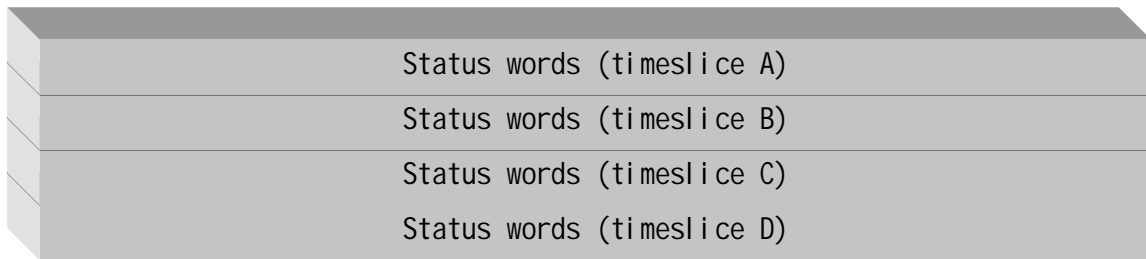 Status words (timeslice A)
Status words (timeslice B)
Status words (timeslice C)
Status words (timeslice D)